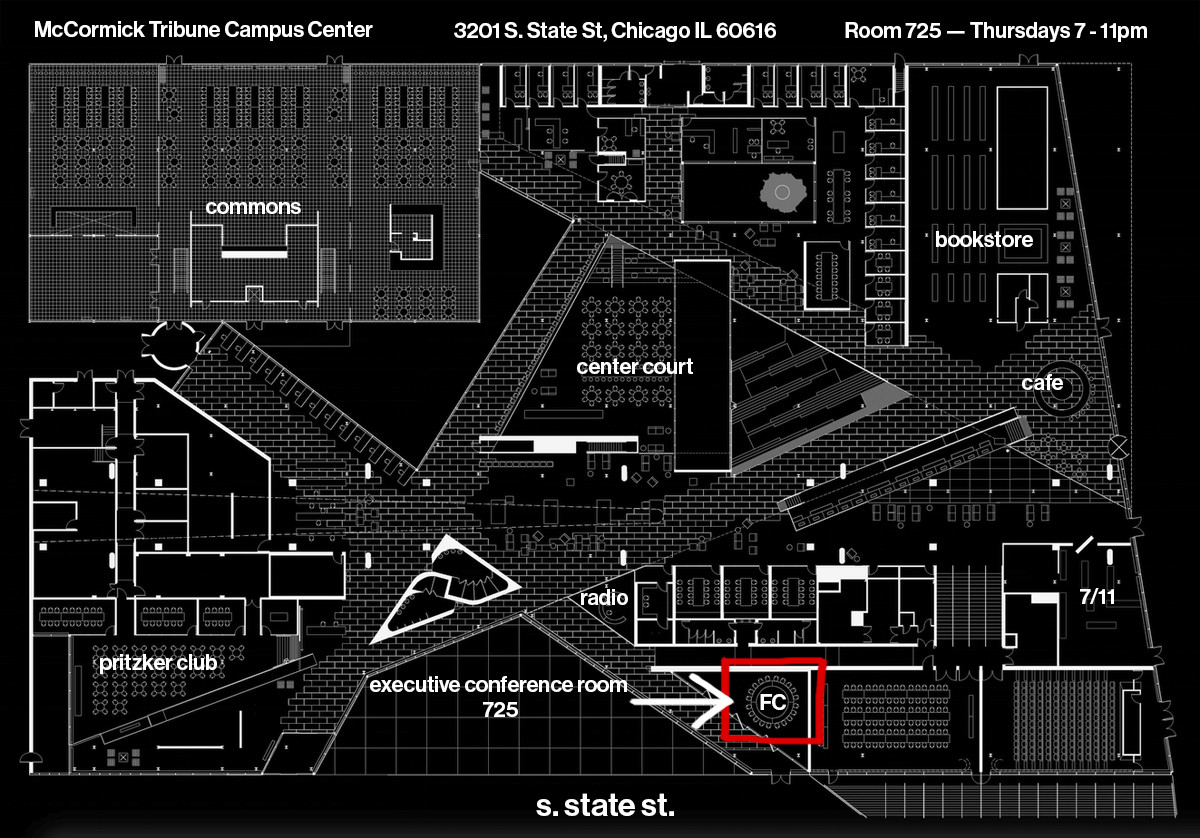 McCormick Tribune Campus Center
3201 S. State St, Chicago IL 60616
Room 725 — Thursdays 7 - 11pm
commons
bookstore
center court
cafe
radio
7/11
pritzker club
executive conference room
725
FC
s. state st.